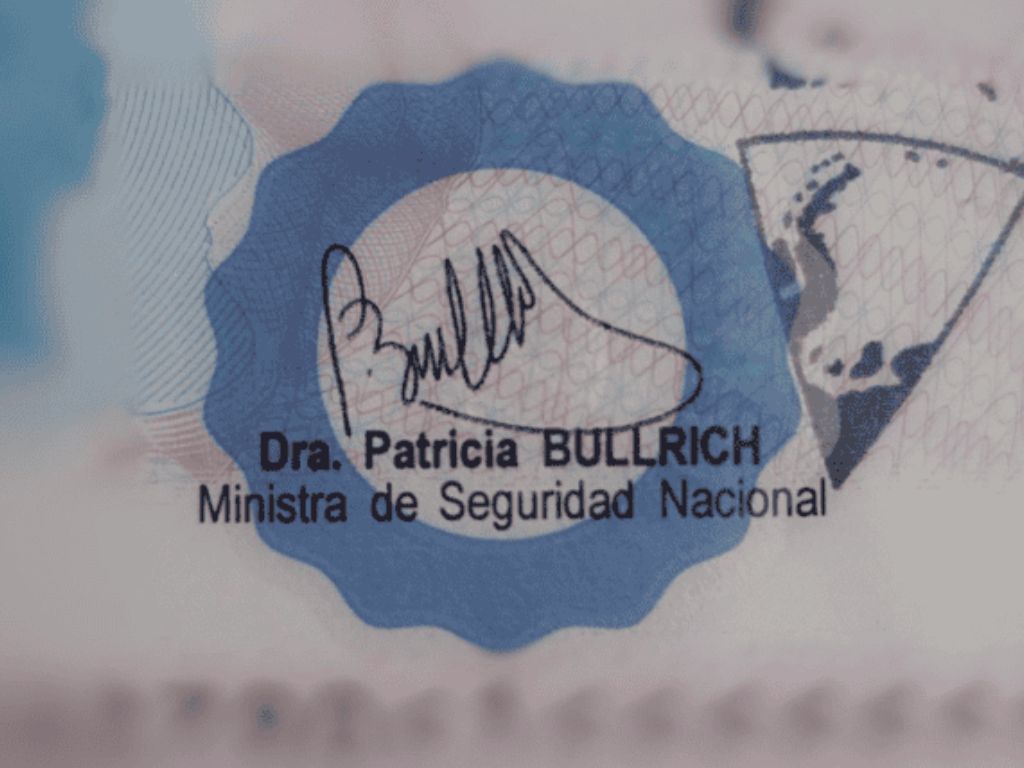 Dra. Patricia BULLRICH
Ministra de Seguridad Nacional